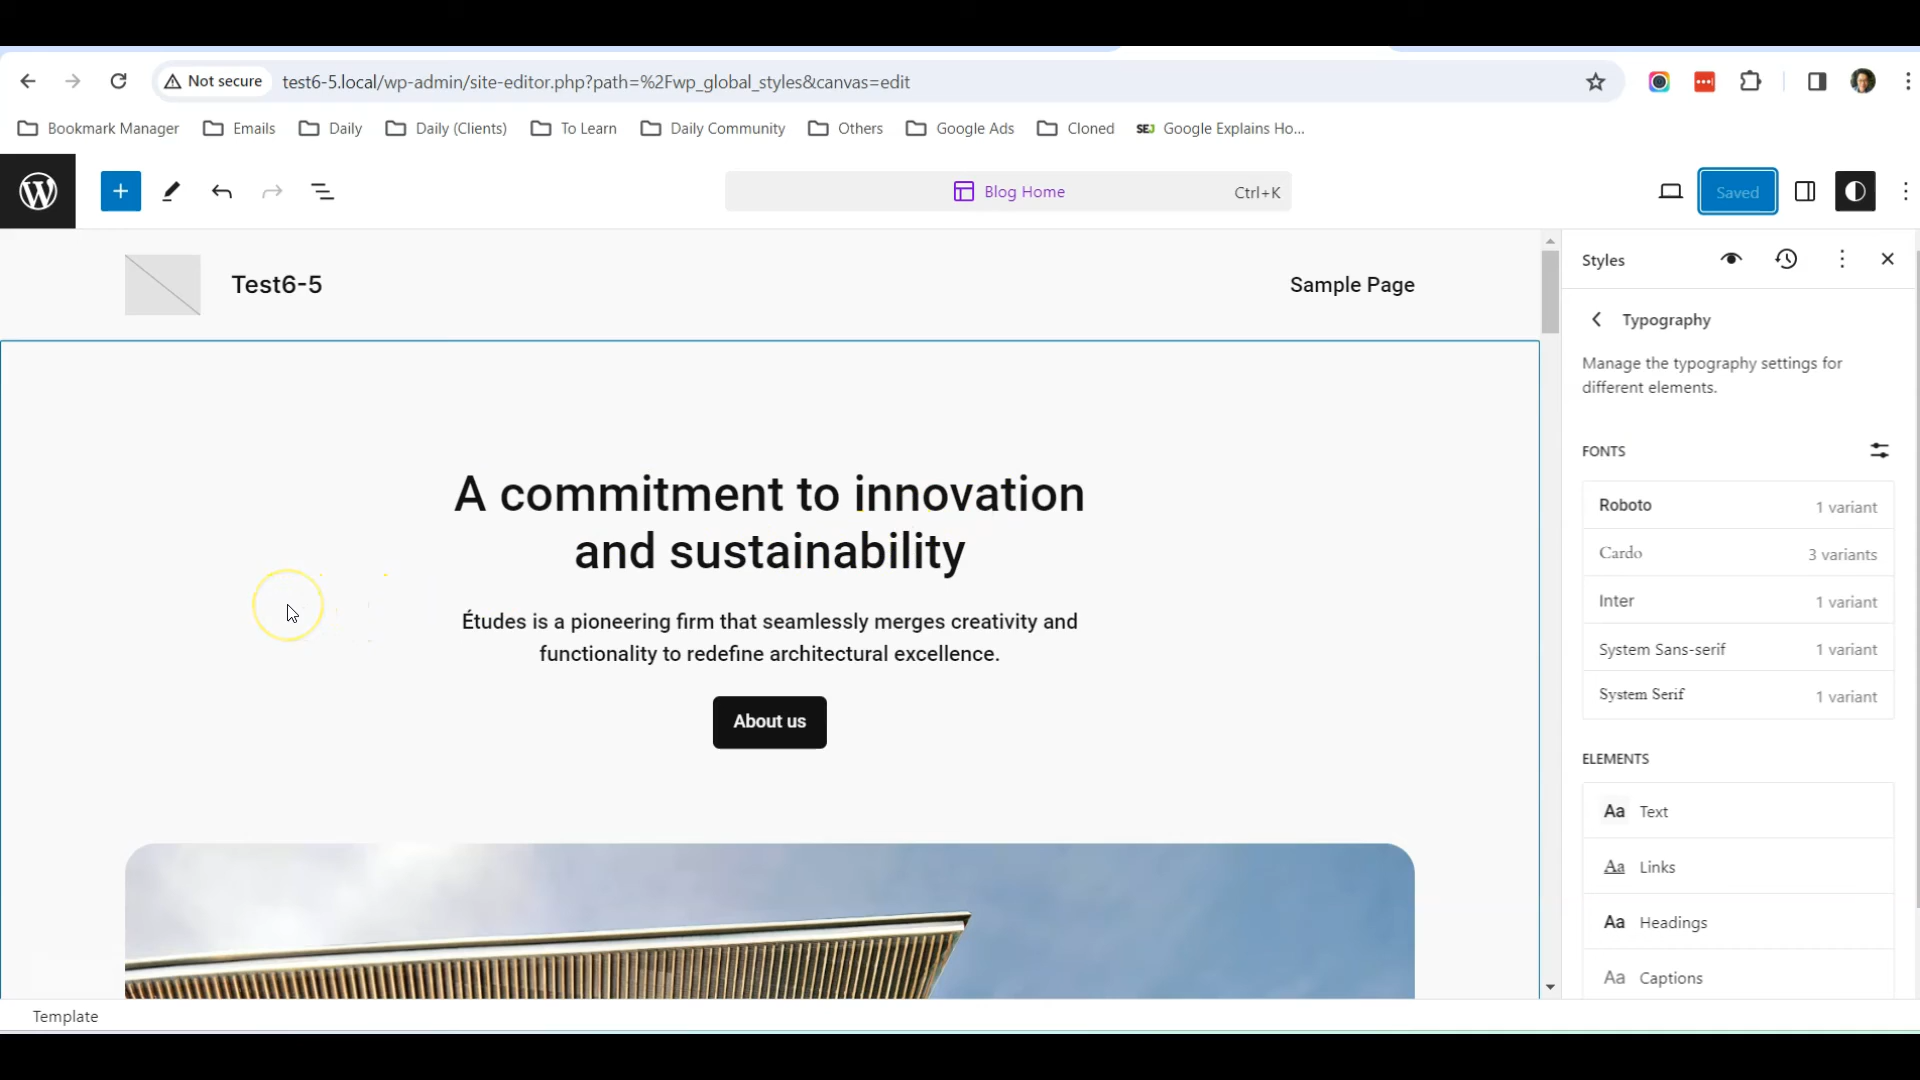 Not secure
test6-5.local/wp-admin/site-editor.php?path=%2Fwp_global_styles&canvas=edit
Bookmark Manager
Emails
Daily
Daily (Clients)
To Learn
Daily Community
Others
Google Ads
Cloned
SEJ
Google Explains Ho...
Blog Home
Ctrl+K
Saved
Test6-5
Sample Page
A commitment to innovation
and sustainability
Études is a pioneering firm that seamlessly merges creativity and
functionality to redefine architectural excellence.
About us
Styles
Typography
Manage the typography settings for
different elements.
FONTS
Roboto 1 variant
Cardo 3 variants
Inter 1 variant
System Sans-serif 1 variant
System Serif 1 variant
ELEMENTS
Aa Text
Aa Links
Aa Headings
Aa Captions
Template